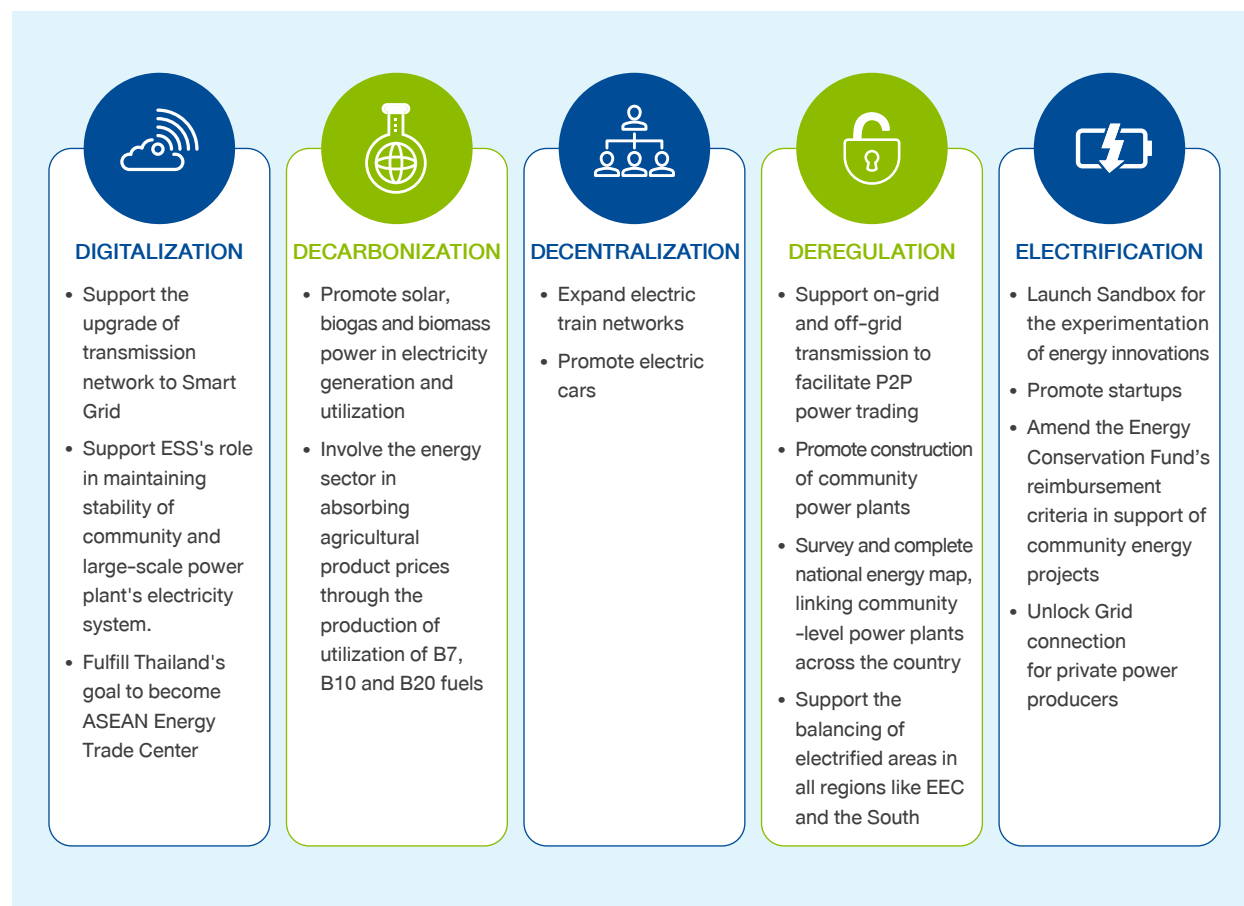 DIGITALIZATION
• Support the
upgrade of
transmission
network to Smart
Grid
• Support ESS's role
in maintaining
stability of
community and
large-scale power
plant's electricity
system.
• Fulfill Thailand's
goal to become
ASEAN Energy
Trade Center
DECARBONIZATION
• Promote solar,
biogas and biomass
power in electricity
generation and
utilization
• Involve the energy
sector in
absorbing
agricultural
product prices
through the
production of
utilization of B7,
B10 and B20 fuels
DECENTRALIZATION
• Expand electric
train networks
• Promote electric
cars
DEREGULATION
• Support on-grid
and off-grid
transmission to
facilitate P2P
power trading
• Promote construction
of community
power plants
• Survey and complete
national energy map,
linking community
-level power plants
across the country
• Support the
balancing of
electrified areas in
all regions like EEC
and the South
ELECTRIFICATION
• Launch Sandbox for
the experimentation
of energy innovations
• Promote startups
• Amend the Energy
Conservation Fund’s
reimbursement
criteria in support of
community energy
projects
• Unlock Grid
connection
for private power
producers